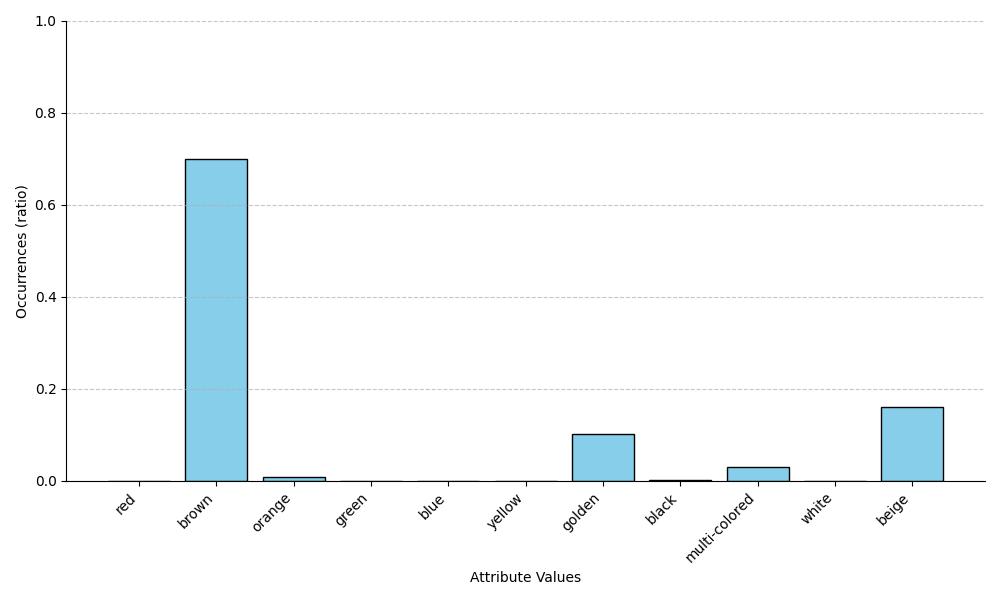 1.0
0.8
0.6
0.4
0.2
0.0
Occurrences (ratio)
red
brown
orange
green
blue
yellow
golden
black
multi-colored
white
beige
Attribute Values